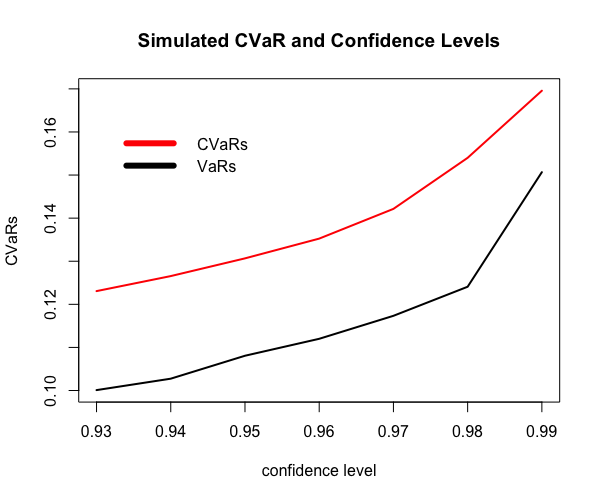 Simulated CVaR and Confidence Levels
CVaRs
VaRs
CVaRs
0.16
0.14
0.12
0.10
0.93 0.94 0.95 0.96 0.97 0.98 0.99
confidence level